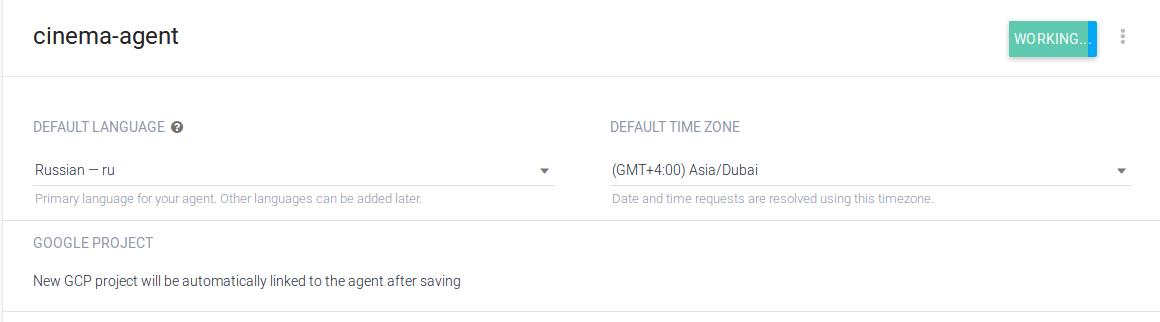 cinema-agent
WORKING...
DEFAULT LANGUAGE ?
DEFAULT TIME ZONE
Russian — ru
(GMT+4:00) Asia/Dubai
Primary language for your agent. Other languages can be added later.
Date and time requests are resolved using this timezone.
GOOGLE PROJECT
New GCP project will be automatically linked to the agent after saving